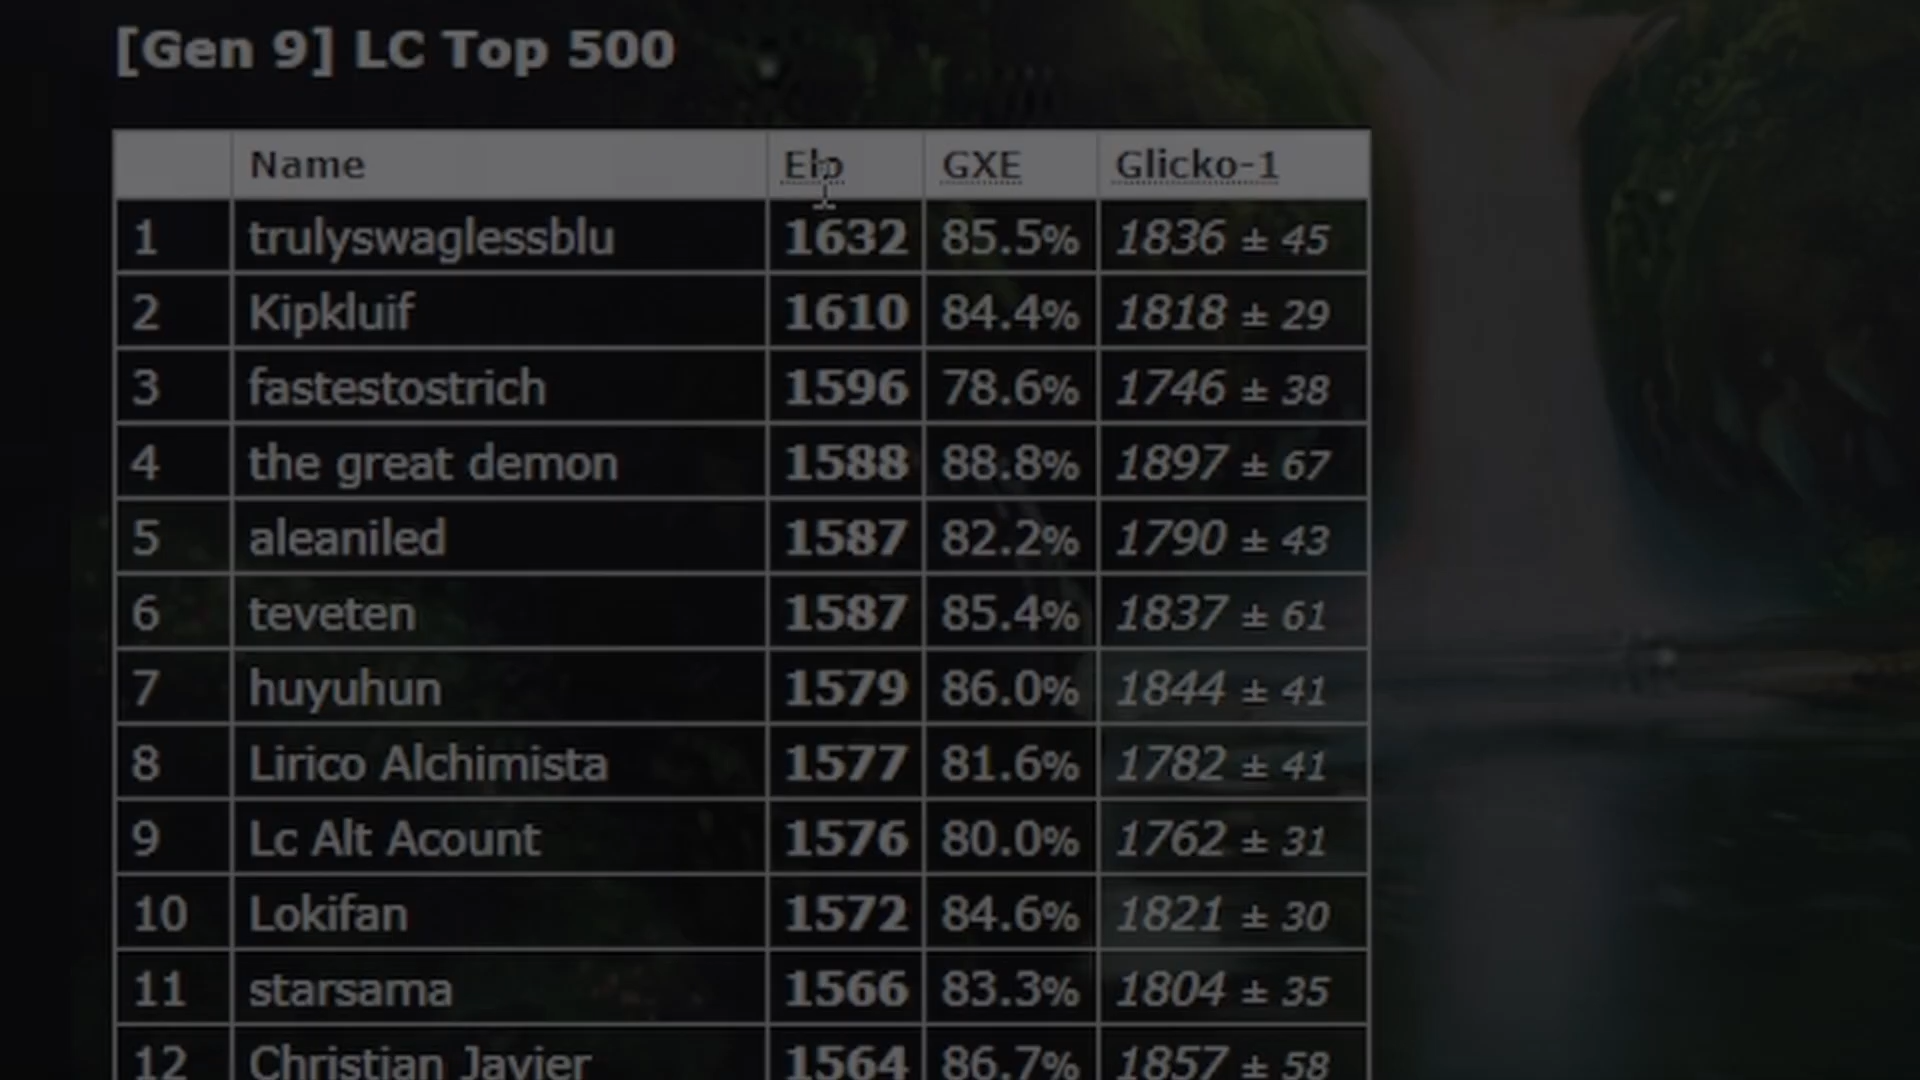 [Gen 9] LC Top 500
Name Elo GXE Glicko-1
1 trulyswaglessblu 1632 85.5% 1836 ± 45
2 Kipkluif 1610 84.4% 1818 ± 29
3 fastestostrich 1596 78.6% 1746 ± 38
4 the great demon 1588 88.8% 1897 ± 67
5 aleaniled 1587 82.2% 1790 ± 43
6 teveten 1587 85.4% 1837 ± 61
7 huyuhun 1579 86.0% 1844 ± 41
8 Lirico Alchimista 1577 81.6% 1782 ± 41
9 Lc Alt Acount 1576 80.0% 1762 ± 31
10 Lokifan 1572 84.6% 1821 ± 30
11 starsama 1566 83.3% 1804 ± 35
12 Christian Javier 1564 86.7% 1857 ± 58